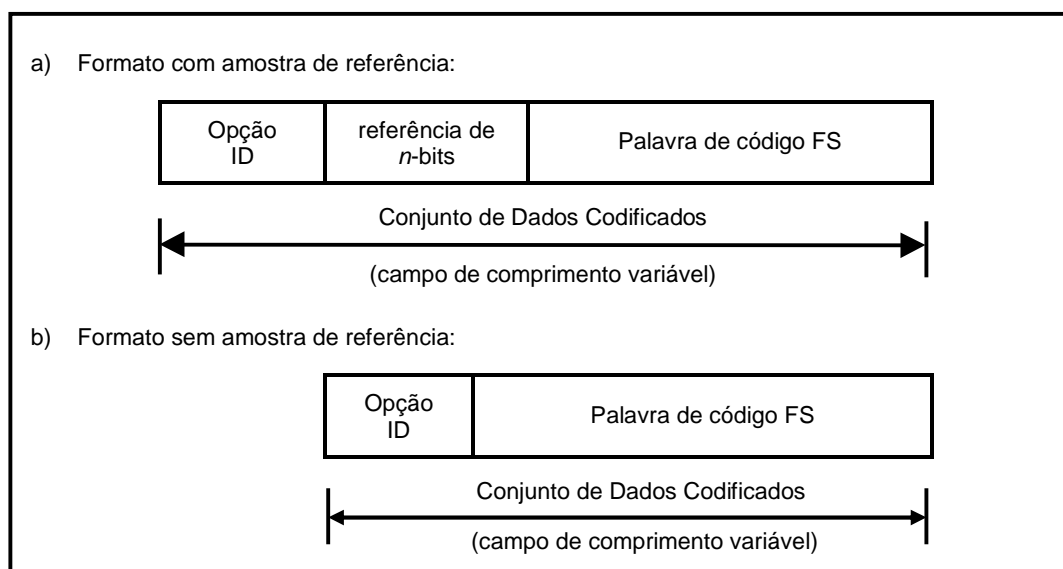 a) Formato com amostra de referência:
Opção
ID
referência de
n-bits
Palavra de código FS
Conjunto de Dados Codificados
(campo de comprimento variável)
b) Formato sem amostra de referência:
Opção
ID
Palavra de código FS
Conjunto de Dados Codificados
(campo de comprimento variável)